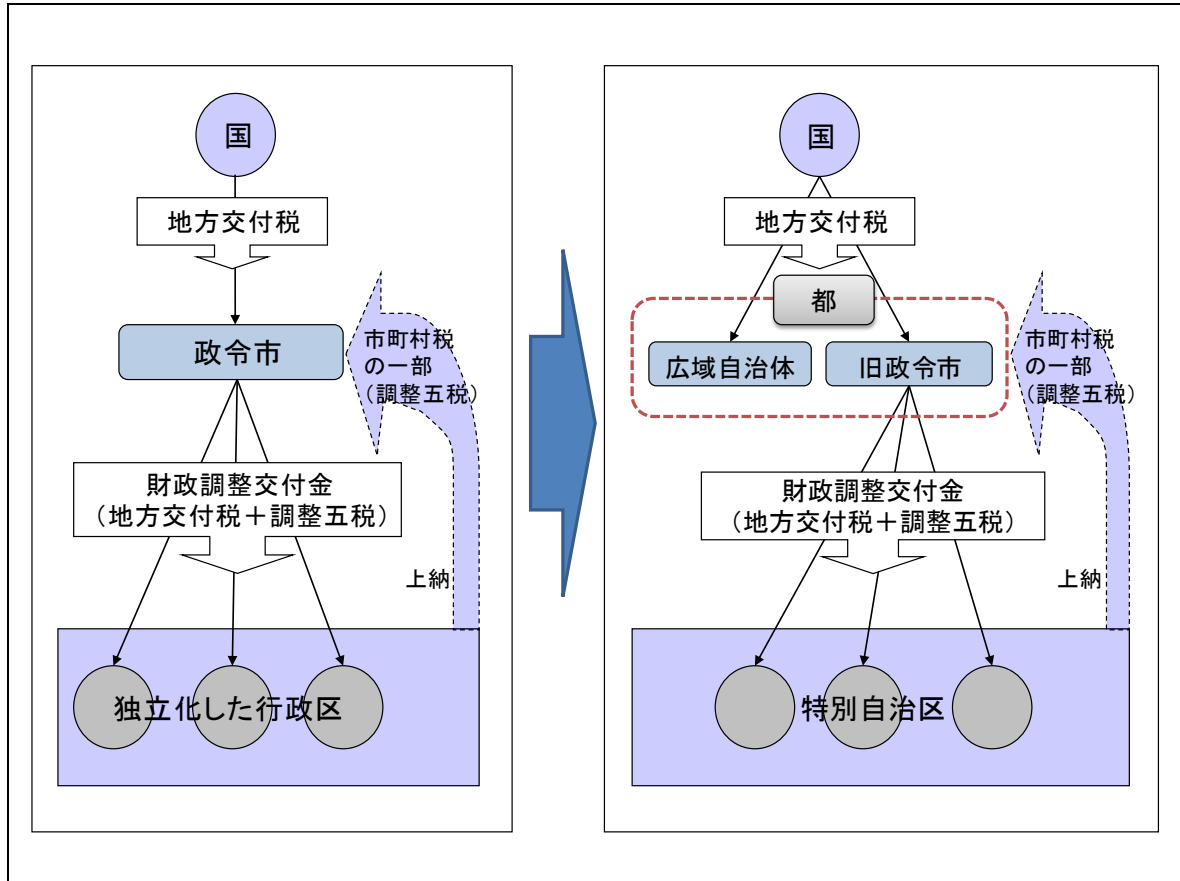 国
地方交付税
政令市
市町村税
の一部
（調整五税）
財政調整交付金
（地方交付税＋調整五税）
上納
独立化した行政区
国
地方交付税
都
広域自治体
旧政令市
市町村税
の一部
（調整五税）
財政調整交付金
（地方交付税＋調整五税）
上納
特別自治区